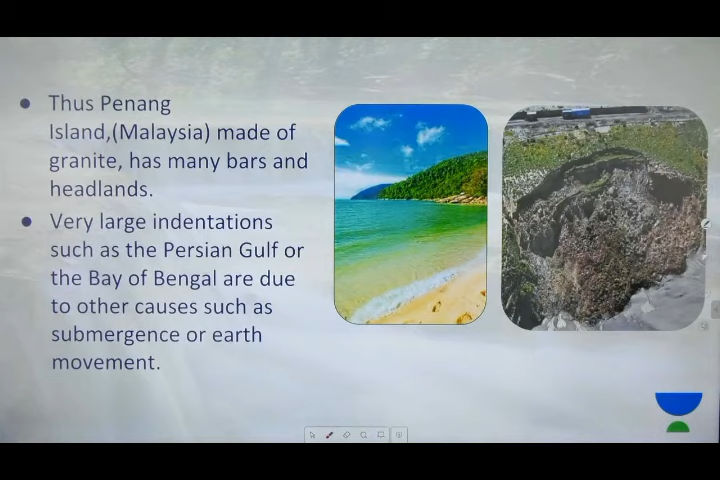 Thus Penang
Island,(Malaysia) made of
granite, has many bars and
headlands.
Very large indentations
such as the Persian Gulf or
the Bay of Bengal are due
to other causes such as
submergence or earth
movement.